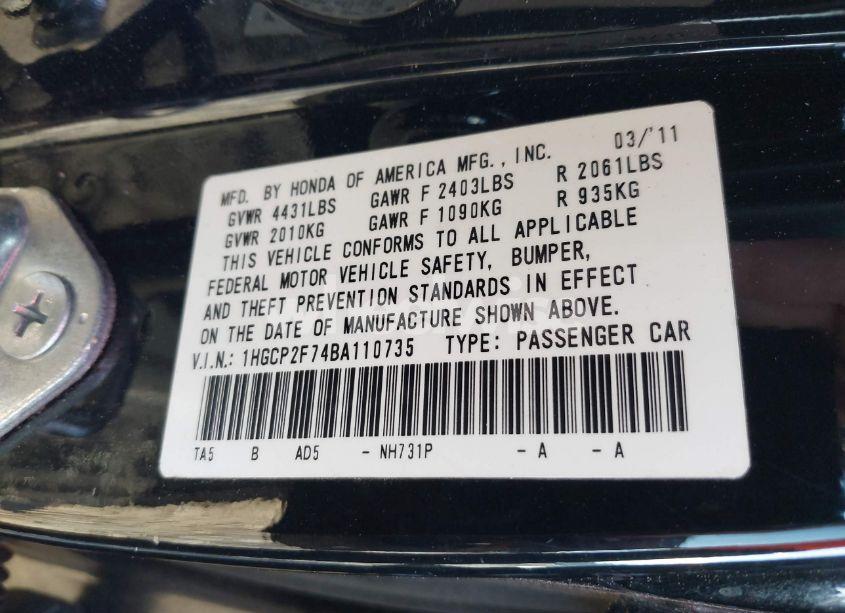 03/'11
MFD. BY HONDA OF AMERICA MFG., INC.
GVWR 4431LBS GAWR F 2403LBS R 2061LBS
GVWR 2010KG GAWR F 1090KG R 935KG
THIS VEHICLE CONFORMS TO ALL APPLICABLE
FEDERAL MOTOR VEHICLE SAFETY, BUMPER,
AND THEFT PREVENTION STANDARDS IN EFFECT
ON THE DATE OF MANUFACTURE SHOWN ABOVE.
V.I.N.: 1HGCP2F74BA110735 TYPE: PASSENGER CAR
TA5 B AD5 - NH731P - A - A